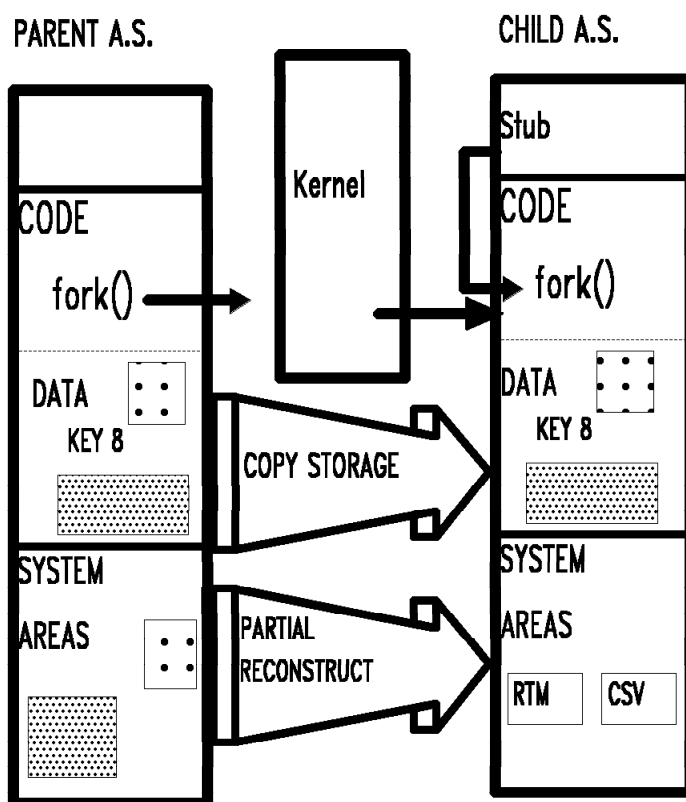 PARENT A.S.
CHILD A.S.
Stub
Kernel
CODE
CODE
fork()
fork()
DATA
DATA
KEY 8
KEY 8
COPY STORAGE
SYSTEM
AREAS
SYSTEM
AREAS
PARTIAL
RECONSTRUCT
RTM
CSV